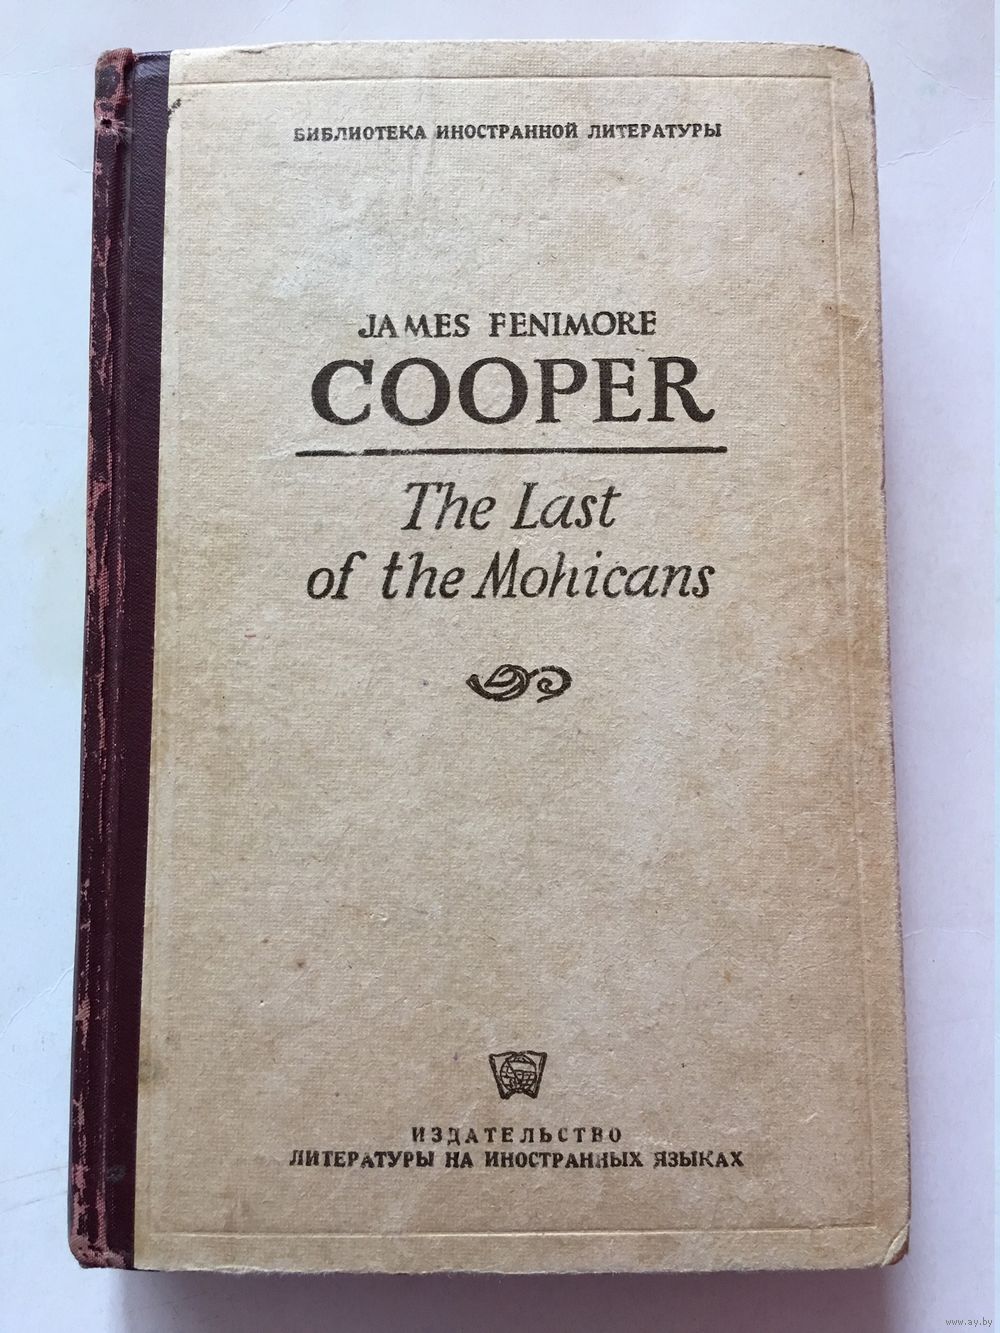 БИБЛИОТЕКА ИНОСТРАННОЙ ЛИТЕРАТУРЫ
JAMES FENIMORE
COOPER
The Last
of the Mohicans
ИЗДАТЕЛЬСТВО
ЛИТЕРАТУРЫ НА ИНОСТРАННЫХ ЯЗЫКАХ
www.ay.by